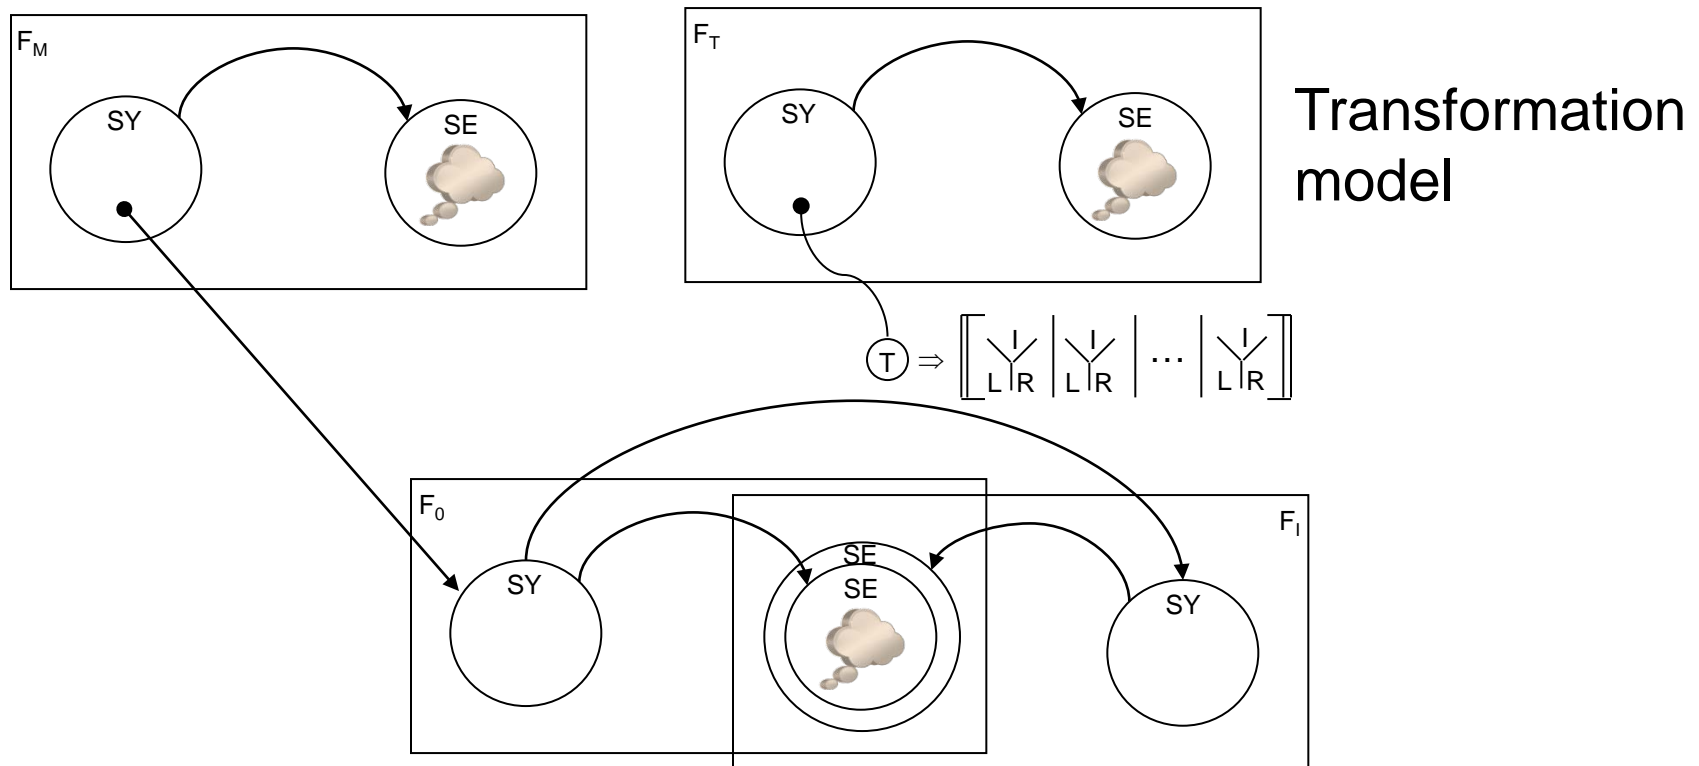 F_M
SY
SE
F_T
SY
SE
Transformation
model
T ⇒ I I ... I
L R L R L R
F_0
SY
SE
SE
F_I
SY